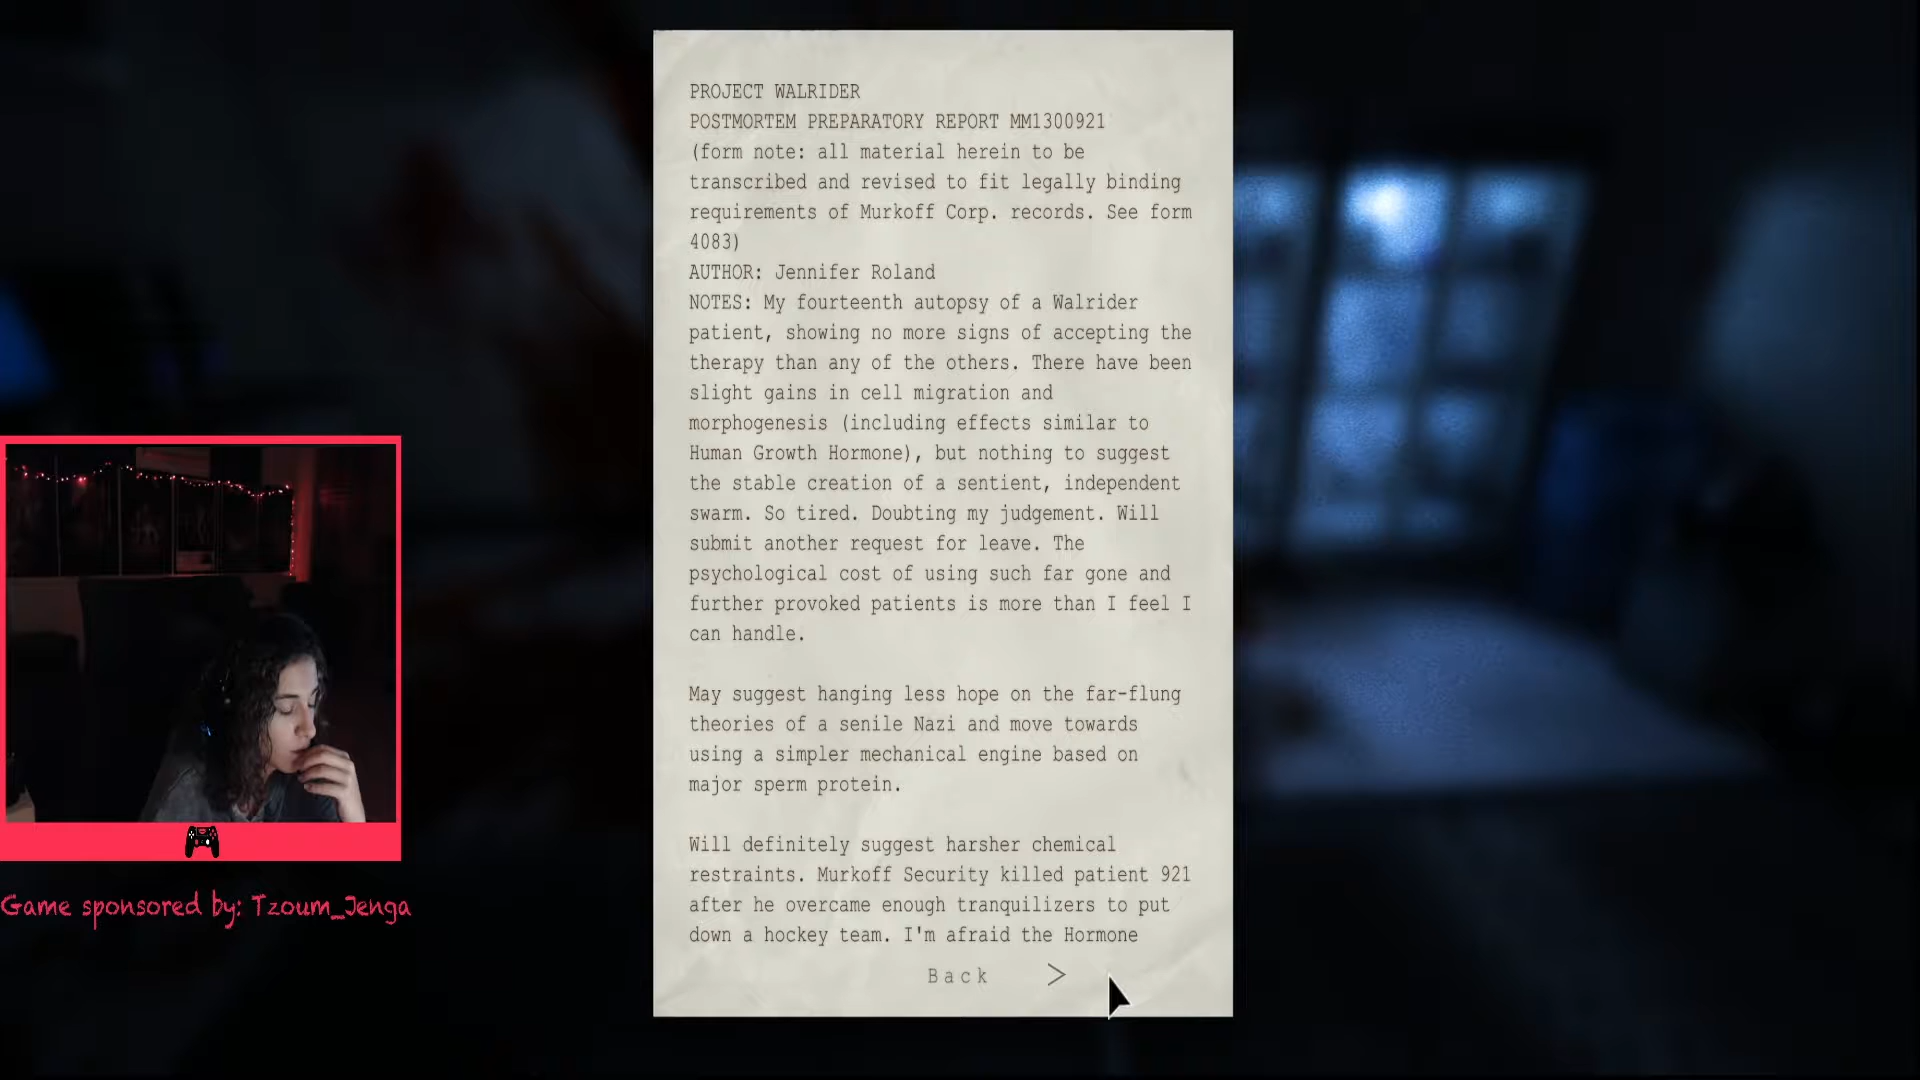 PROJECT WALRIDER
POSTMORTEM PREPARATORY REPORT MM1300921
(form note: all material herein to be
transcribed and revised to fit legally binding
requirements of Murkoff Corp. records. See form
4083)
AUTHOR: Jennifer Roland
NOTES: My fourteenth autopsy of a Walrider
patient, showing no more signs of accepting the
therapy than any of the others. There have been
slight gains in cell migration and
morphogenesis (including effects similar to
Human Growth Hormone), but nothing to suggest
the stable creation of a sentient, independent
swarm. So tired. Doubting my judgement. Will
submit another request for leave. The
psychological cost of using such far gone and
further provoked patients is more than I feel I
can handle.
May suggest hanging less hope on the far-flung
theories of a senile Nazi and move towards
using a simpler mechanical engine based on
major sperm protein.
Will definitely suggest harsher chemical
restraints. Murkoff Security killed patient 921
after he overcame enough tranquilizers to put
down a hockey team. I'm afraid the Hormone
Back >
Game sponsored by: Tzoum_Jenga